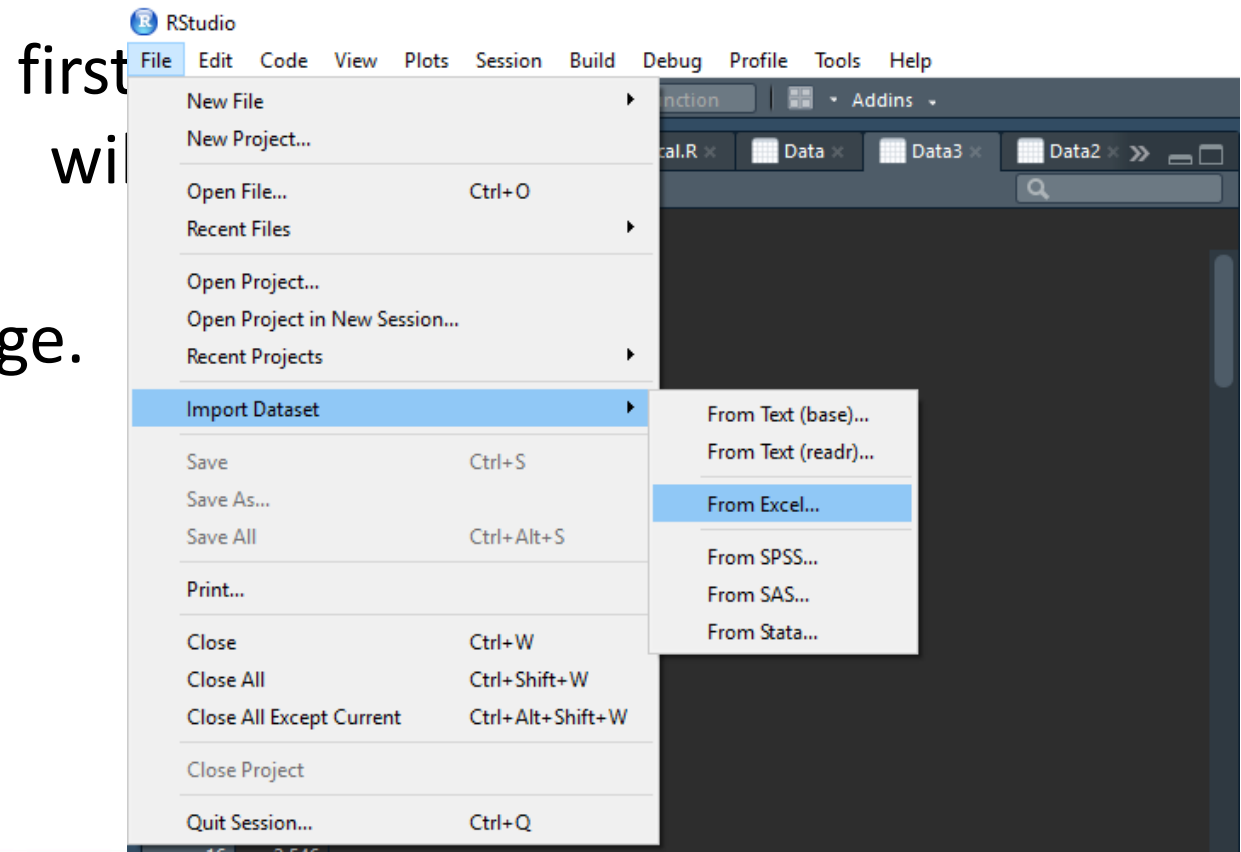 RStudio
first
File Edit Code View Plots Session Build Debug Profile Tools Help
New File
nction
Addins
New Project...
wil
cal.R × Data × Data3 × Data2 ×
Open File... Ctrl+O
Recent Files
Open Project...
Open Project in New Session...
ge.
Recent Projects
Import Dataset
From Text (base)...
From Text (readr)...
From Excel...
From SPSS...
From SAS...
From Stata...
Save Ctrl+S
Save As...
Save All Ctrl+Alt+S
Print...
Close Ctrl+W
Close All Ctrl+Shift+W
Close All Except Current Ctrl+Alt+Shift+W
Close Project
Quit Session... Ctrl+Q